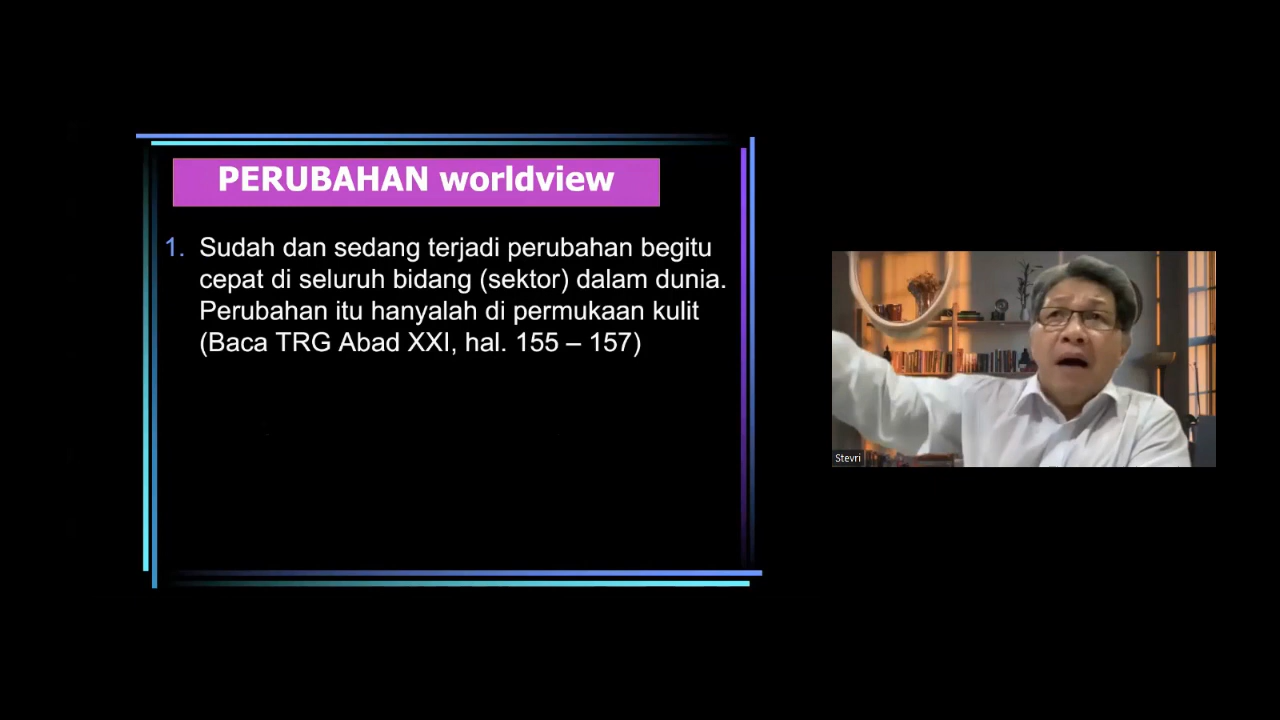 PERUBAHAN worldview
1. Sudah dan sedang terjadi perubahan begitu
cepat di seluruh bidang (sektor) dalam dunia.
Perubahan itu hanyalah di permukaan kulit
(Baca TRG Abad XXI, hal. 155 – 157)
Stevri